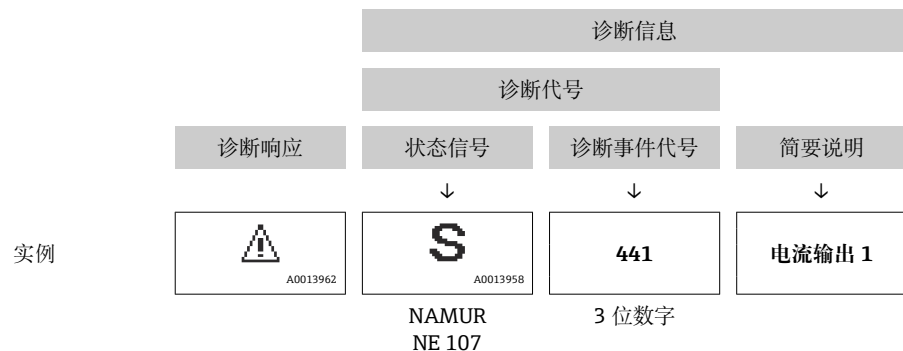 诊断信息
诊断代号
诊断响应 状态信号 诊断事件代号 简要说明
↓ ↓ ↓
实例 ⚠ S 441 电流输出 1
A0013962 A0013958
NAMUR 3 位数字
NE 107